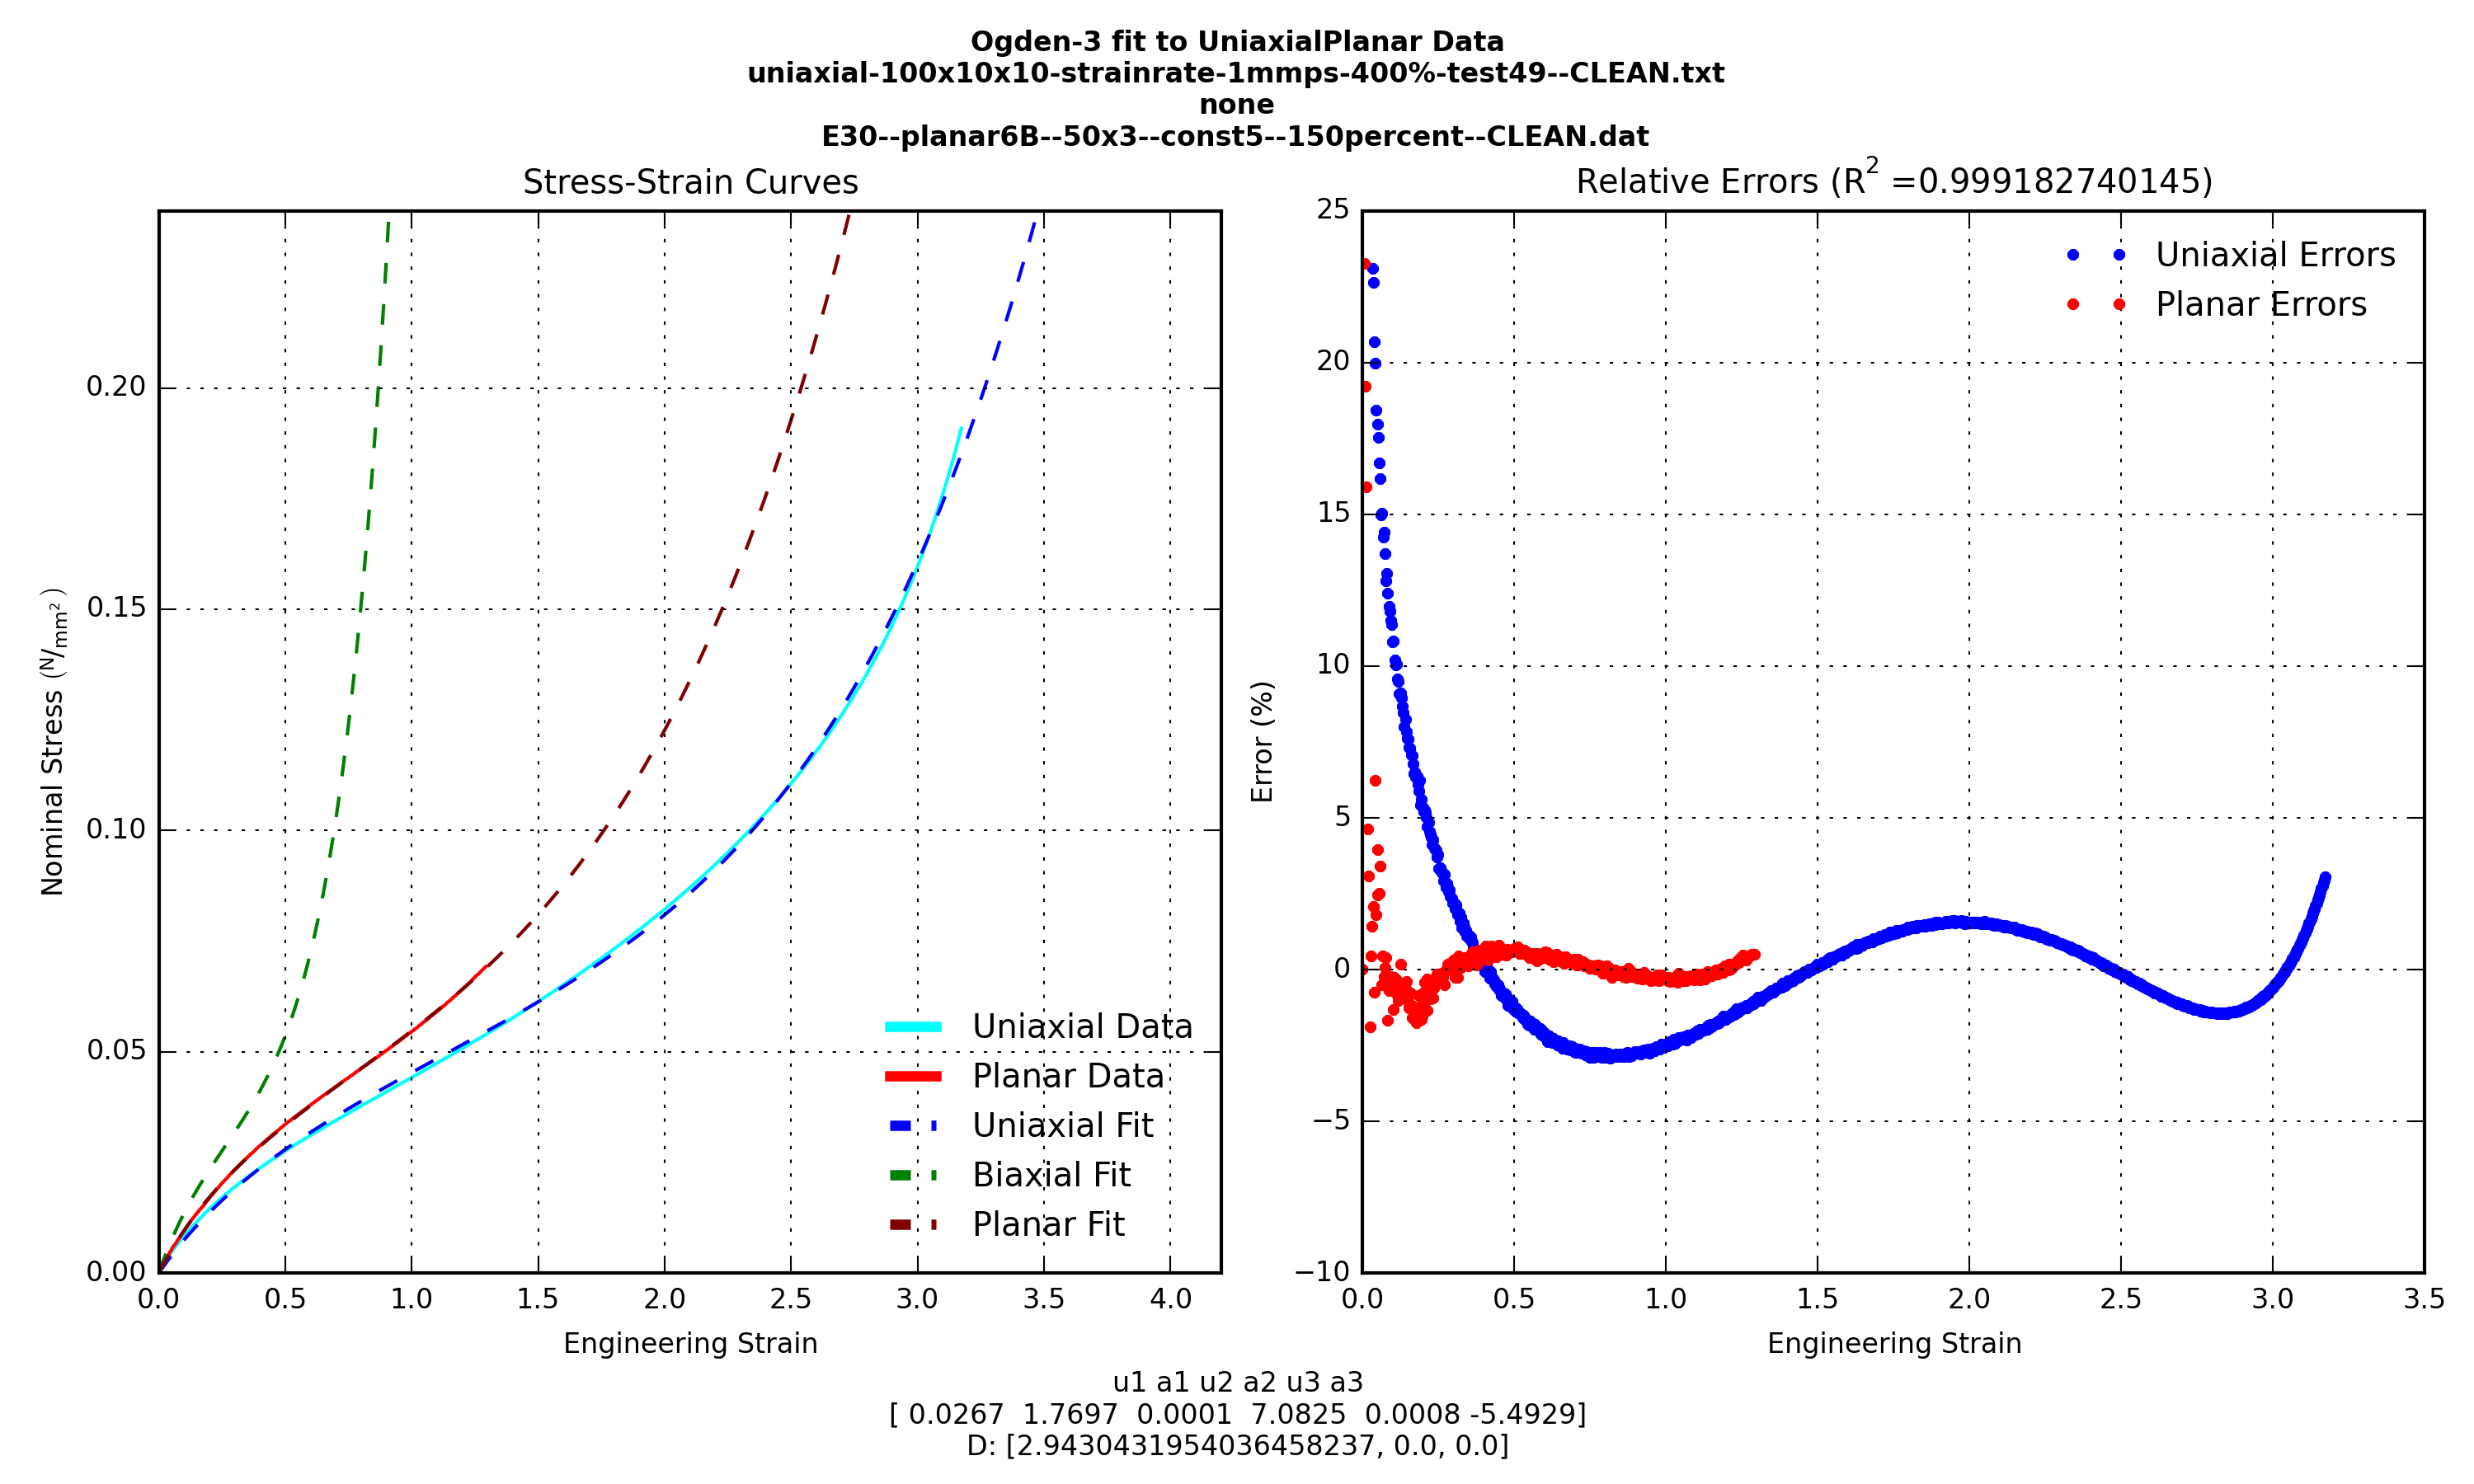 Ogden-3 fit to UniaxialPlanar Data
uniaxial-100x10x10-strainrate-1mmps-400%-test49--CLEAN.txt
none
E30--planar6B--50x3--const5--150percent--CLEAN.dat
Stress-Strain Curves
Nominal Stress (N/mm²)
0.20
0.15
0.10
0.05
0.00
0.0 0.5 1.0 1.5 2.0 2.5 3.0 3.5 4.0
Engineering Strain
Uniaxial Data
Planar Data
Uniaxial Fit
Biaxial Fit
Planar Fit
Relative Errors (R² =0.999182740145)
Error (%)
25
20
15
10
5
0
−5
−10
0.0 0.5 1.0 1.5 2.0 2.5 3.0 3.5
Engineering Strain
Uniaxial Errors
Planar Errors
u1 a1 u2 a2 u3 a3
[ 0.0267 1.7697 0.0001 7.0825 0.0008 -5.4929]
D: [2.9430431954036458237, 0.0, 0.0]